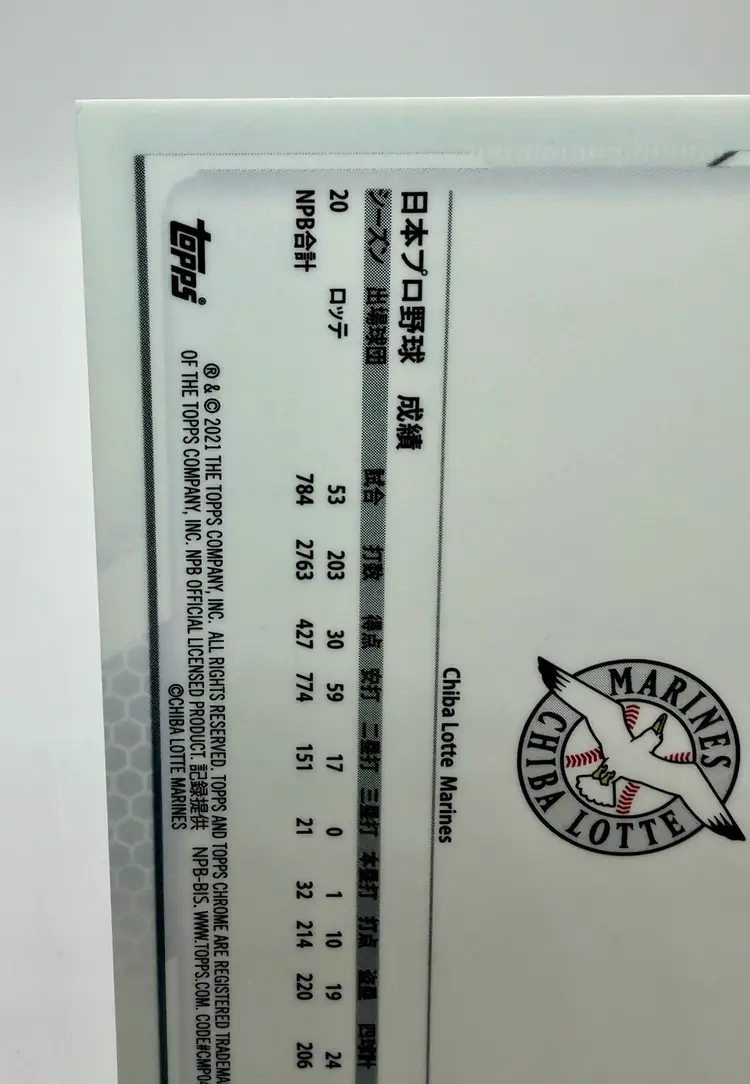 MARINES
CHIBA LOTTE
Chiba Lotte Marines
日本プロ野球 成績
シーズン 出場球団 試合 打数 得点 安打 二塁打 三塁打 本塁打 打点 盗塁 四球計
20 ロッテ 53 203 30 59 17 0 1 10 19 24
NPB合計 784 2763 427 774 151 21 32 214 220 206
topps®
® & © 2021 THE TOPPS COMPANY, INC. ALL RIGHTS RESERVED. TOPPS AND TOPPS CHROME ARE REGISTERED
OF THE TOPPS COMPANY, INC. NPB OFFICIAL LICENSED PRODUCT. 記録提供 NPB-BIS. WWW.TOPPS.COM.
©CHIBA LOTTE MARINES